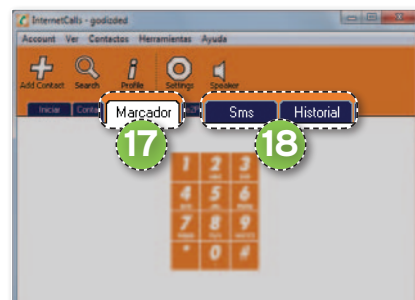 InternetCalls - godizded
Account Ver Contactos Herramientas Ayuda
Add Contact Search Profile Settings Speaker
Iniciar Marcador Sms Historial
17 18
1 2 3
4 5 6
7 8 9
* 0 #